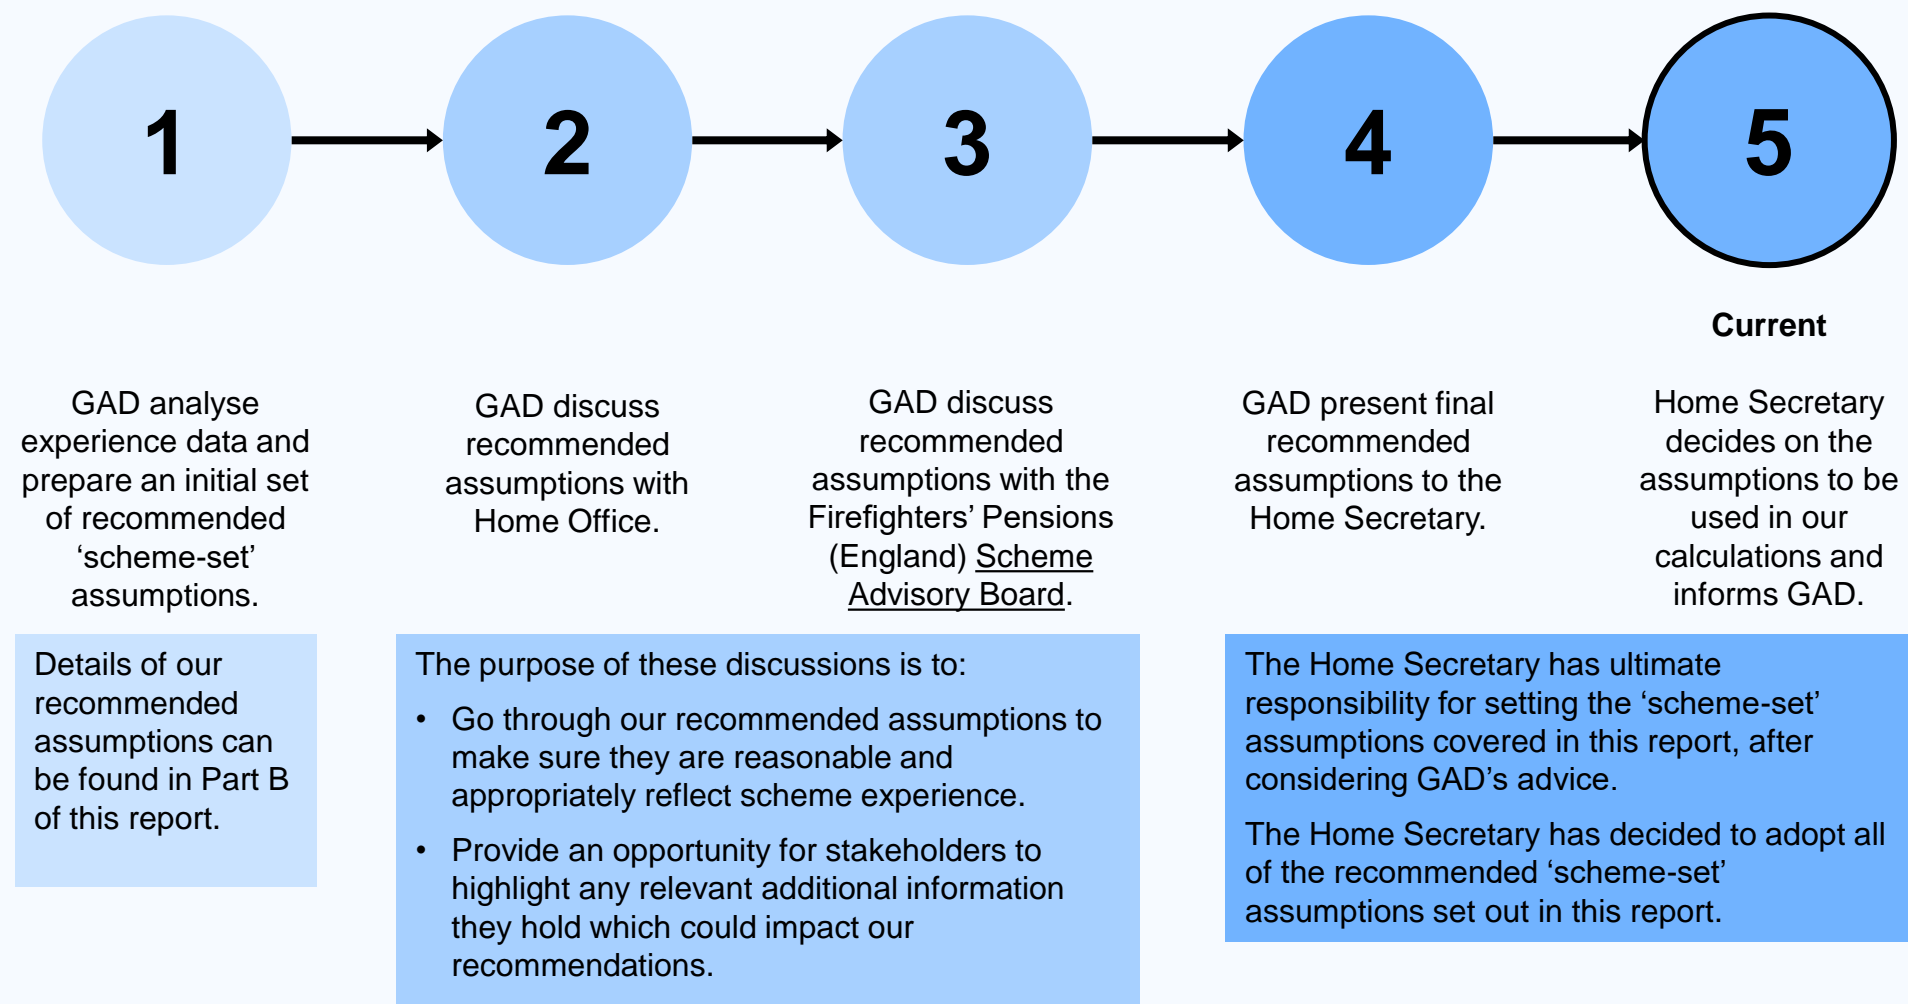 1
2
3
4
5
Current
GAD analyse
experience data and
prepare an initial set
of recommended
‘scheme-set’
assumptions.
GAD discuss
recommended
assumptions with
Home Office.
GAD discuss
recommended
assumptions with the
Firefighters’ Pensions
(England) Scheme
Advisory Board.
GAD present final
recommended
assumptions to the
Home Secretary.
Home Secretary
decides on the
assumptions to be
used in our
calculations and
informs GAD.
Details of our
recommended
assumptions can
be found in Part B
of this report.
The purpose of these discussions is to:
• Go through our recommended assumptions to
make sure they are reasonable and
appropriately reflect scheme experience.
• Provide an opportunity for stakeholders to
highlight any relevant additional information
they hold which could impact our
recommendations.
The Home Secretary has ultimate
responsibility for setting the ‘scheme-set’
assumptions covered in this report, after
considering GAD’s advice.
The Home Secretary has decided to adopt all
of the recommended ‘scheme-set’
assumptions set out in this report.